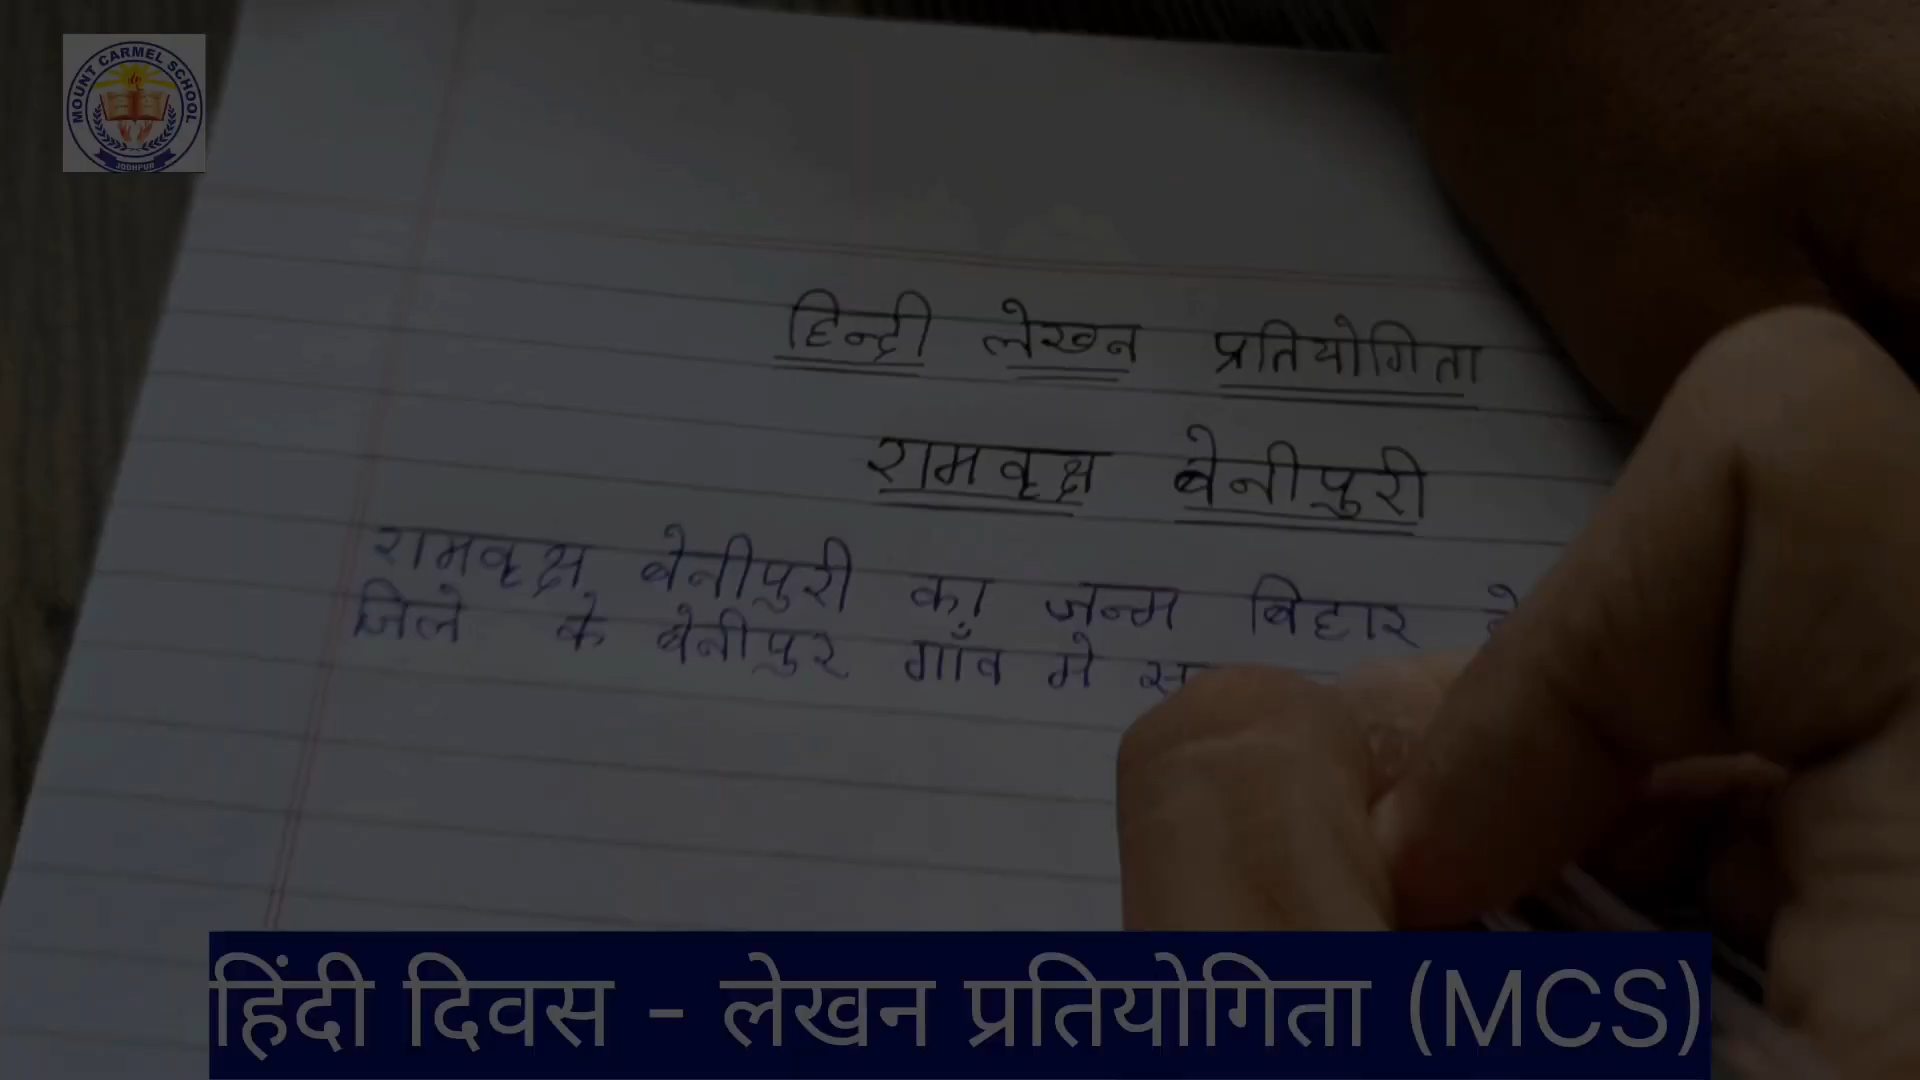 MOUNT CARMEL SCHOOL
JODHPUR
हिन्दी लेखन प्रतियोगिता
रामवृक्ष बेनीपुरी
रामवृक्ष बेनीपुरी का जन्म बिहार
जिले के बेनीपुर गाँव में
हिंदी दिवस - लेखन प्रतियोगिता (MCS)